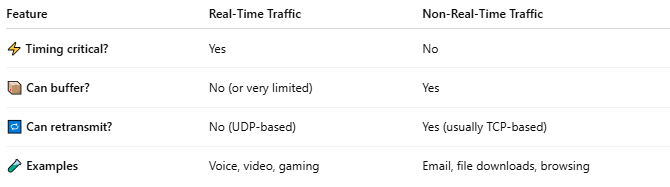 Feature Real-Time Traffic Non-Real-Time Traffic
⚡ Timing critical? Yes No
📦 Can buffer? No (or very limited) Yes
🔁 Can retransmit? No (UDP-based) Yes (usually TCP-based)
🧪 Examples Voice, video, gaming Email, file downloads, browsing